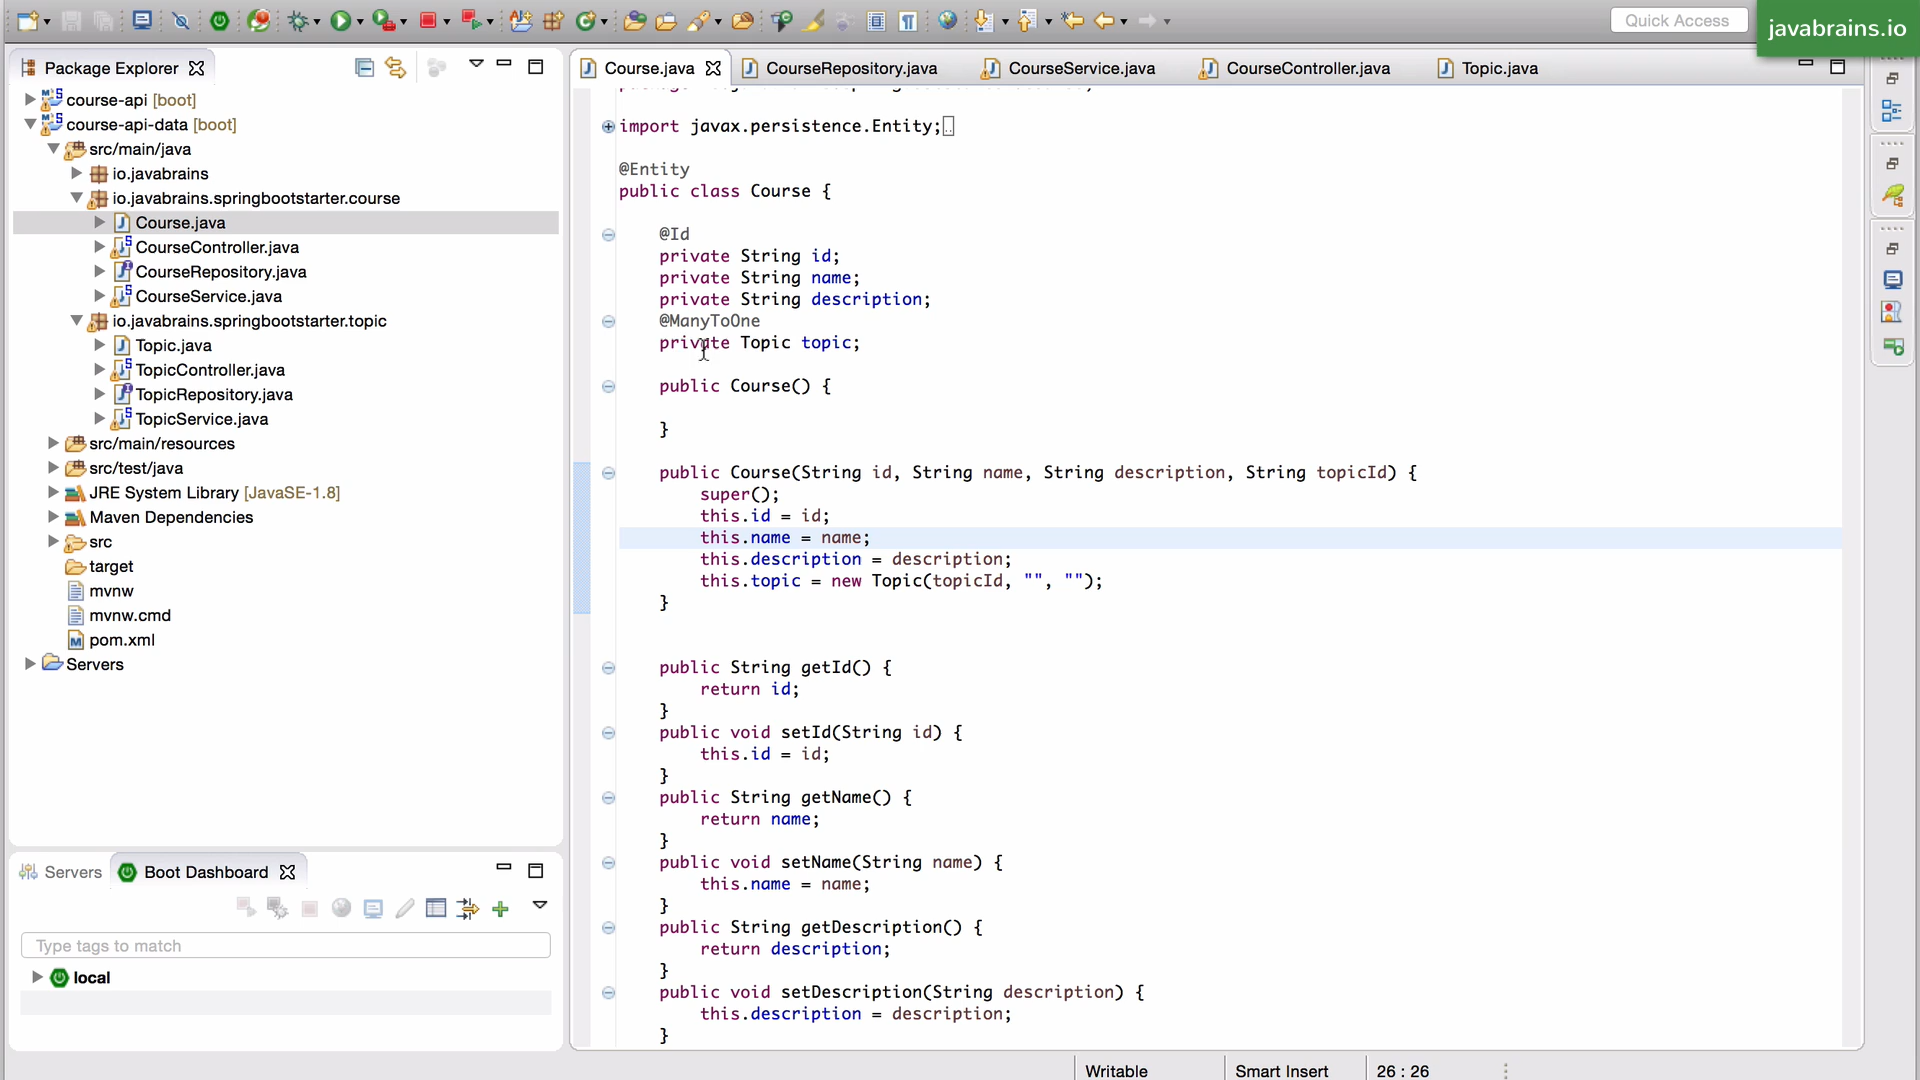 Quick Access
javabrains.io
Package Explorer
course-api [boot]
course-api-data [boot]
src/main/java
io.javabrains
io.javabrains.springbootstarter.course
Course.java
CourseController.java
CourseRepository.java
CourseService.java
io.javabrains.springbootstarter.topic
Topic.java
TopicController.java
TopicRepository.java
TopicService.java
src/main/resources
src/test/java
JRE System Library [JavaSE-1.8]
Maven Dependencies
src
target
mvnw
mvnw.cmd
pom.xml
Servers
Servers
Boot Dashboard
Type tags to match
local
Course.java
CourseRepository.java
CourseService.java
CourseController.java
Topic.java
import javax.persistence.Entity;
@Entity
public class Course {
@Id
private String id;
private String name;
private String description;
@ManyToOne
private Topic topic;
public Course() {
}
public Course(String id, String name, String description, String topicId) {
super();
this.id = id;
this.name = name;
this.description = description;
this.topic = new Topic(topicId, "", "");
}
public String getId() {
return id;
}
public void setId(String id) {
this.id = id;
}
public String getName() {
return name;
}
public void setName(String name) {
this.name = name;
}
public String getDescription() {
return description;
}
public void setDescription(String description) {
this.description = description;
}
Writable
Smart Insert
26 : 26